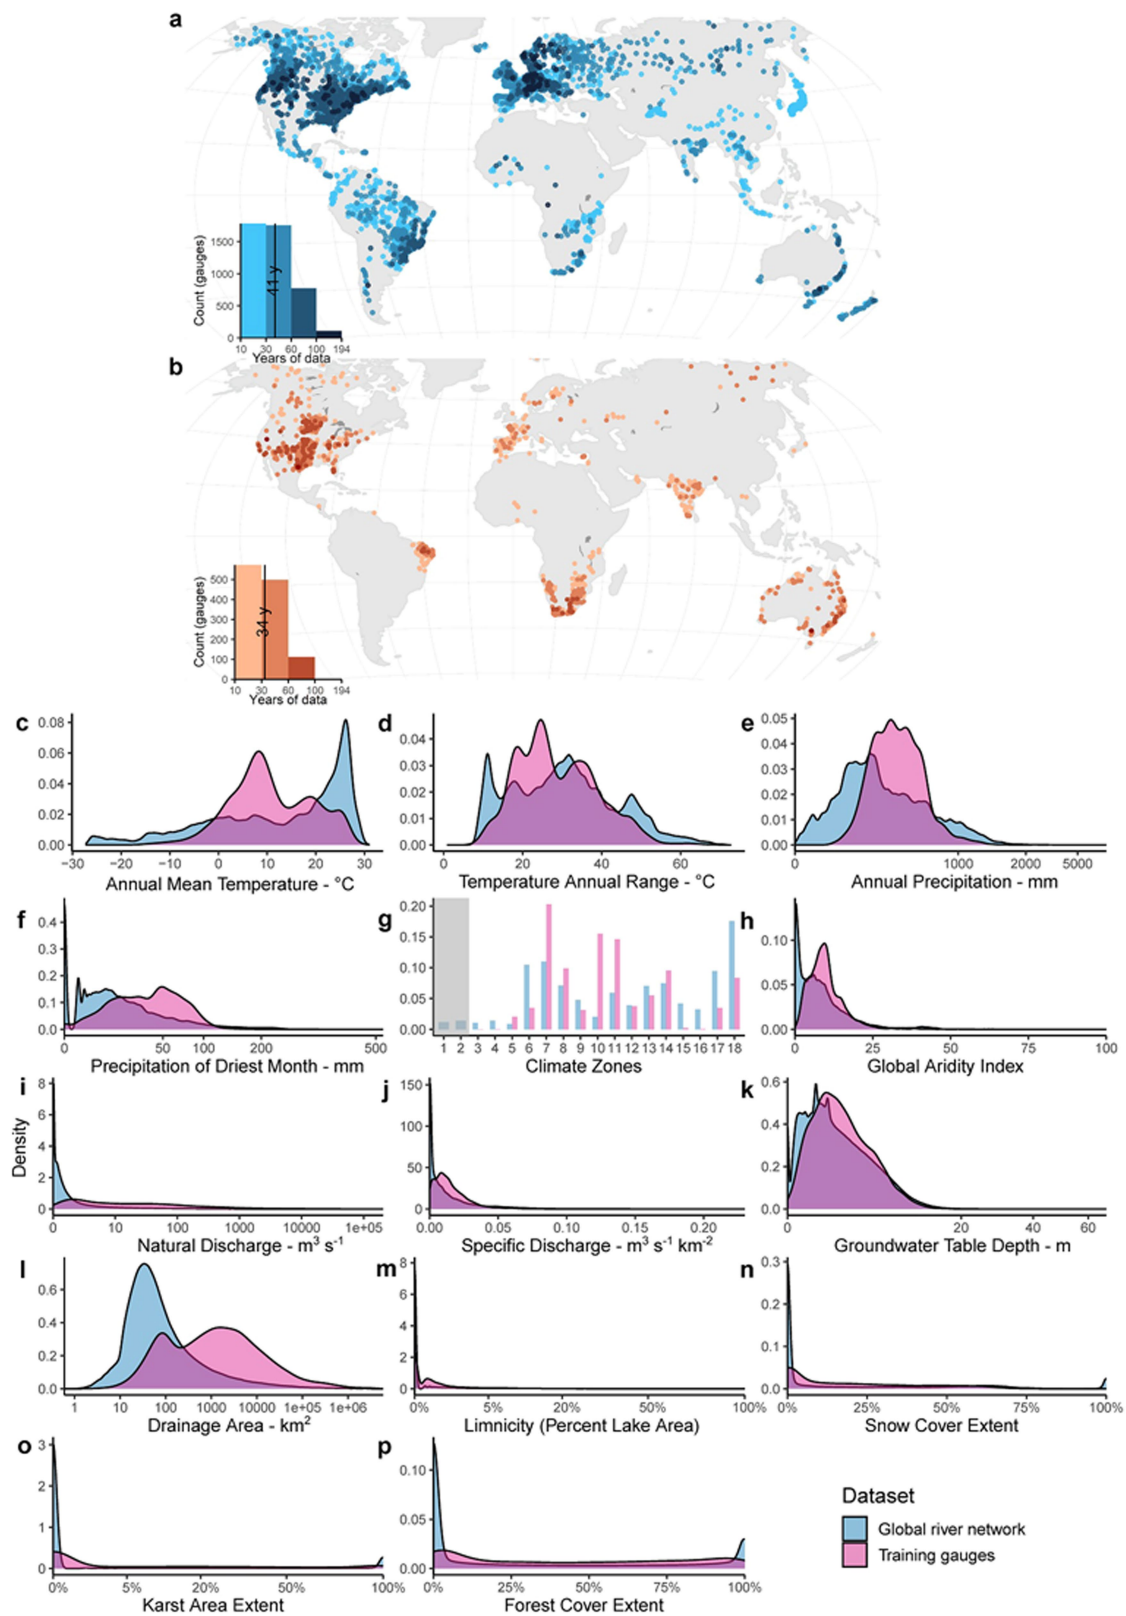 a
Count (gauges)
1500
1000
500
0
41 y
10 30 60 100 194
Years of data
b
Count (gauges)
500
400
300
200
100
0
34 y
10 30 60 100 194
Years of data
c
0.08
0.06
0.04
0.02
0.00
−30 −20 −10 0 10 20 30
Annual Mean Temperature - °C
d
0.04
0.03
0.02
0.01
0.00
20 40 60
Temperature Annual Range - °C
e
0.05
0.04
0.03
0.02
0.01
0.00
0 1000 2000 5000
Annual Precipitation - mm
f
0.4
0.3
0.2
0.1
0.0
0 50 100 200 500
Precipitation of Driest Month - mm
g
0.20
0.15
0.10
0.05
0.00
1 2 3 4 5 6 7 8 9 10 11 12 13 14 15 16 17 18
Climate Zones
h
0.10
0.05
0.00
0 25 50 75 100
Global Aridity Index
Density
i
8
6
4
2
0
0 10 100 1000 10000 1e+05
Natural Discharge - m³ s⁻¹
j
150
100
50
0
0.00 0.05 0.10 0.15 0.20
Specific Discharge - m³ s⁻¹ km⁻²
k
0.6
0.4
0.2
0.0
0 20 40 60
Groundwater Table Depth - m
l
0.6
0.4
0.2
0.0
1 10 100 1000 10000 1e+05 1e+06
Drainage Area - km²
m
8
6
4
2
0
0% 5% 20% 50% 100%
Limnicity (Percent Lake Area)
n
0.3
0.2
0.1
0.0
0% 25% 50% 75% 100%
Snow Cover Extent
o
3
2
1
0
0% 5% 20% 50% 100%
Karst Area Extent
p
0.10
0.05
0.00
0% 25% 50% 75% 100%
Forest Cover Extent
Dataset
Global river network
Training gauges